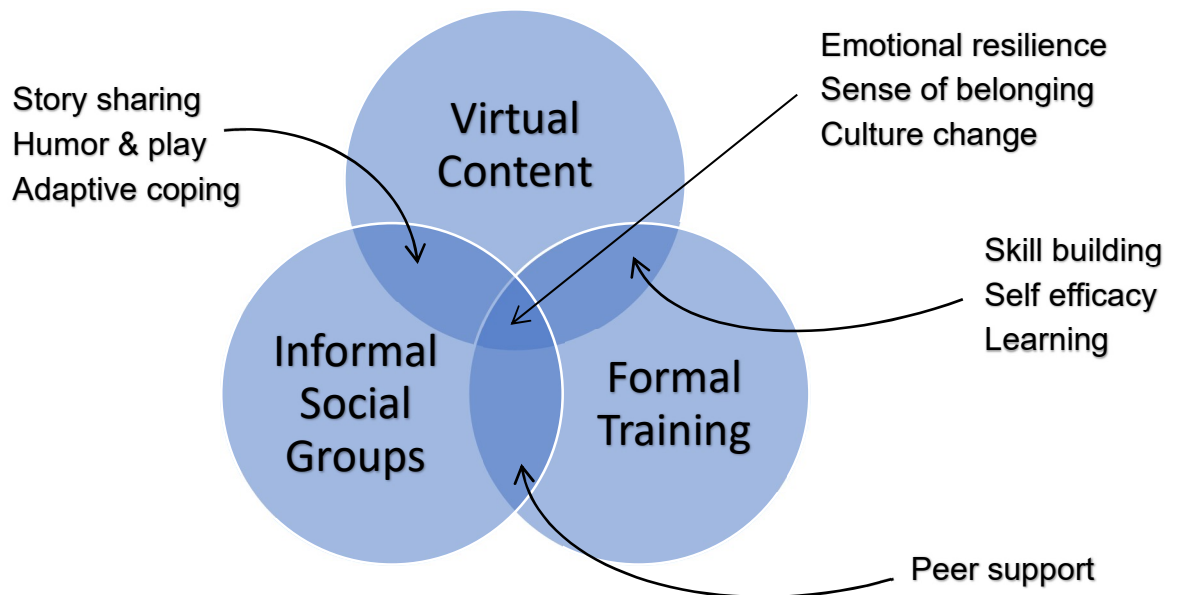 Story sharing
Humor & play
Adaptive coping
Virtual
Content
Emotional resilience
Sense of belonging
Culture change
Skill building
Self efficacy
Learning
Informal
Social
Groups
Formal
Training
Peer support